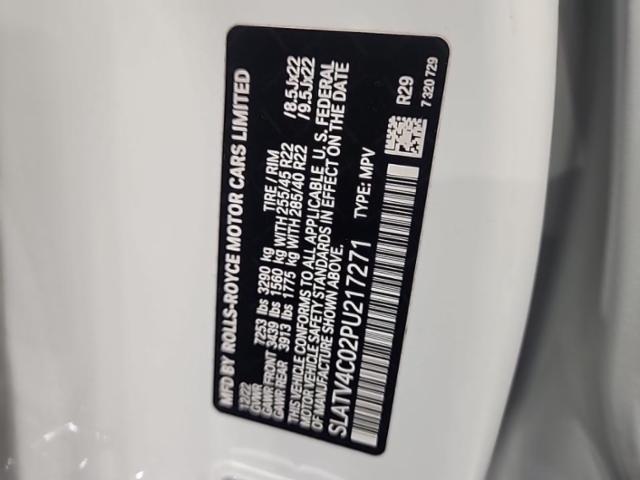 MFD BY ROLLS-ROYCE MOTOR CARS LIMITED
12/22 TIRE / RIM
GVWR 7253 lbs 3290 kg
GAWR FRONT 3439 lbs 1560 kg WITH 255/45 R22 /8.5Jx22
GAWR REAR 3913 lbs 1775 kg WITH 285/40 R22 /9.5Jx22
THIS VEHICLE CONFORMS TO ALL APPLICABLE U.S. FEDERAL
MOTOR VEHICLE SAFETY STANDARDS IN EFFECT ON THE DATE
OF MANUFACTURE SHOWN ABOVE.
SLATV4C02PU217271 TYPE: MPV
R29
7 320 729